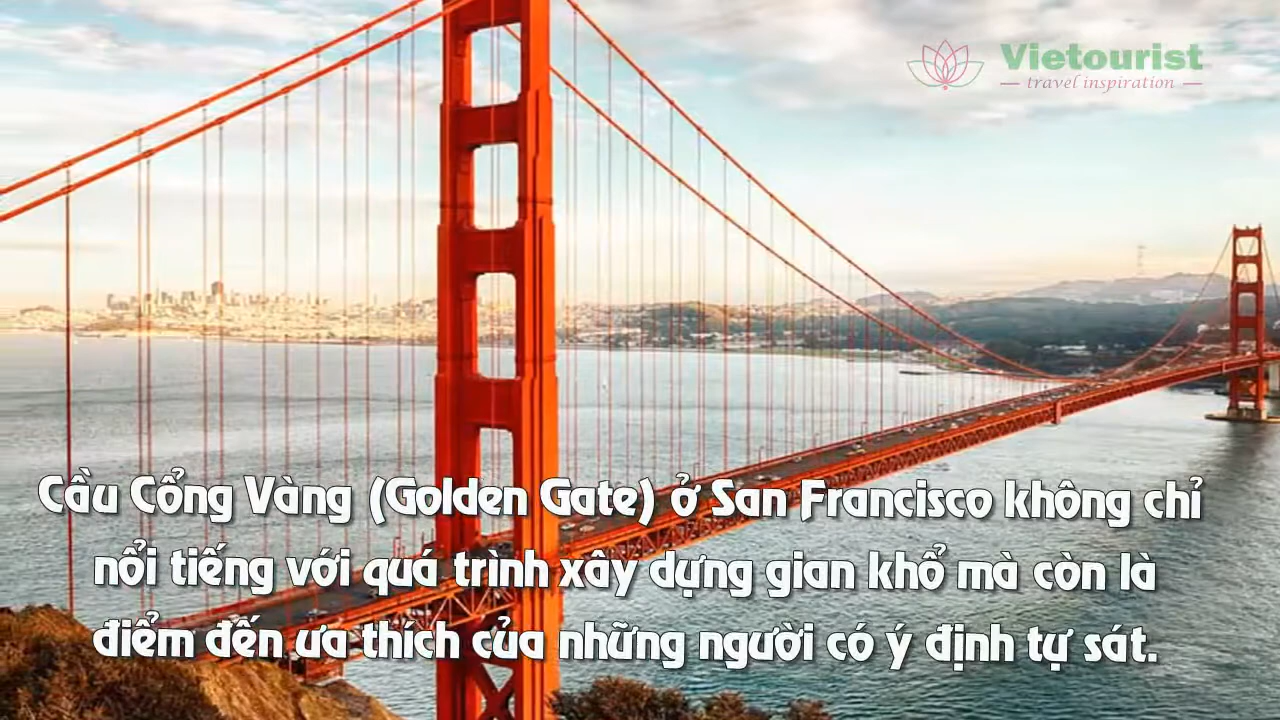 Vietourist
travel inspiration
Cầu Cổng Vàng (Golden Gate) ở San Francisco không chỉ
nổi tiếng với quá trình xây dựng gian khổ mà còn là
điểm đến ưa thích của những người có ý định tự sát.